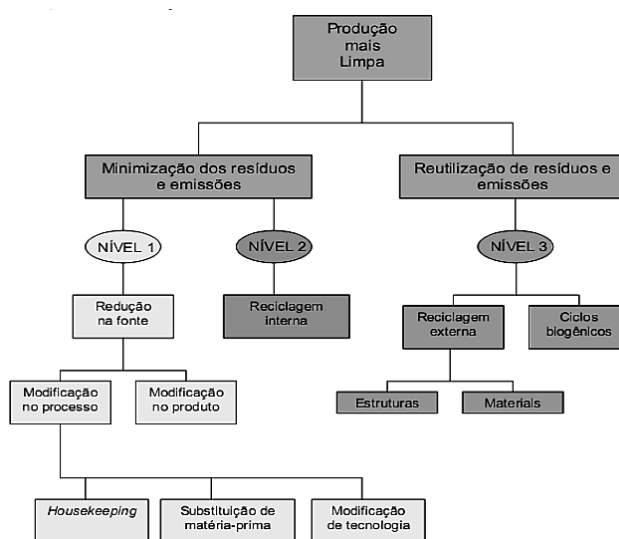 Produção
mais
Limpa
Minimização dos resíduos
e emissões
Reutilização de resíduos e
emissões
NÍVEL 1
NÍVEL 2
NÍVEL 3
Redução
na fonte
Reciclagem
interna
Reciclagem
externa
Ciclos
biogênicos
Modificação
no processo
Modificação
no produto
Estruturas
Materiais
Housekeeping
Substituição de
matéria-prima
Modificação
de tecnologia